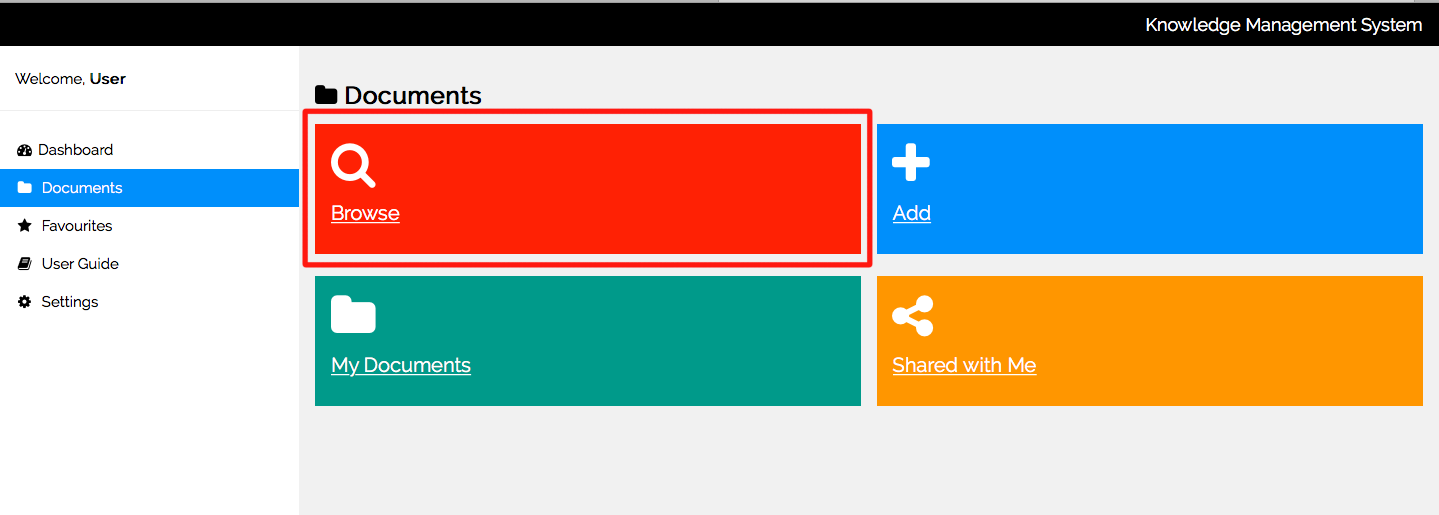 Knowledge Management System
Welcome, User
Dashboard
Documents
Favourites
User Guide
Settings
Documents
Browse
Add
My Documents
Shared with Me